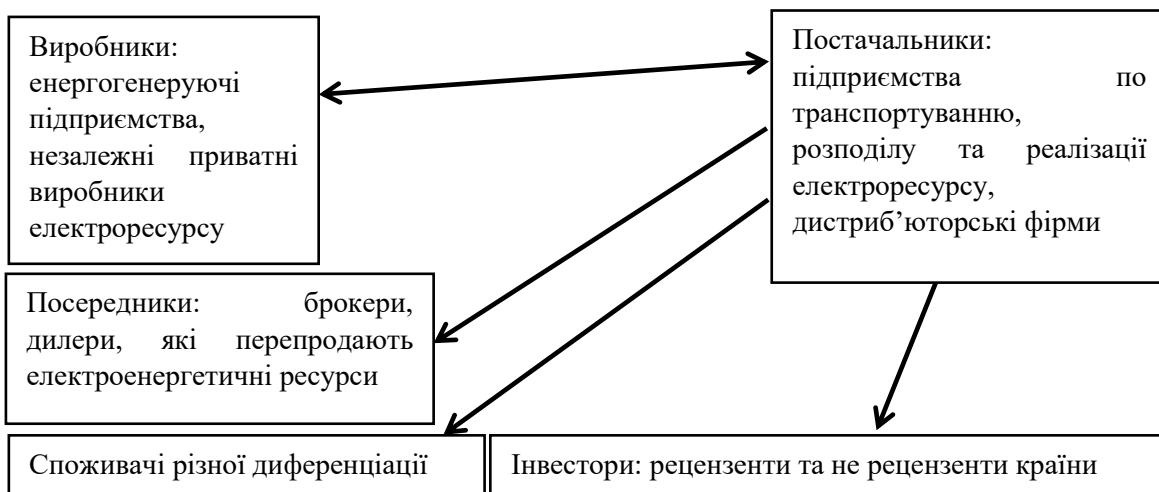 Виробники:
енергогенеруючі
підприємства,
незалежні приватні
виробники
електроресурсу
Постачальники:
підприємства по
транспортуванню,
розподілу та реалізації
електроресурсу,
дистриб’юторські фірми
Посередники: брокери,
дилери, які перепродають
електроенергетичні ресурси
Споживачі різної диференціації
Інвестори: рецензенти та не рецензенти країни